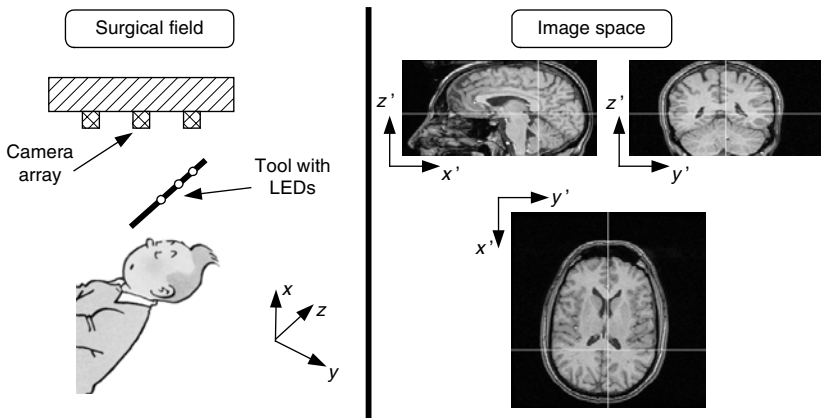 Surgical field
Image space
Camera
array
Tool with
LEDs
x
z
y
z'
x'
z'
y'
y'
x'